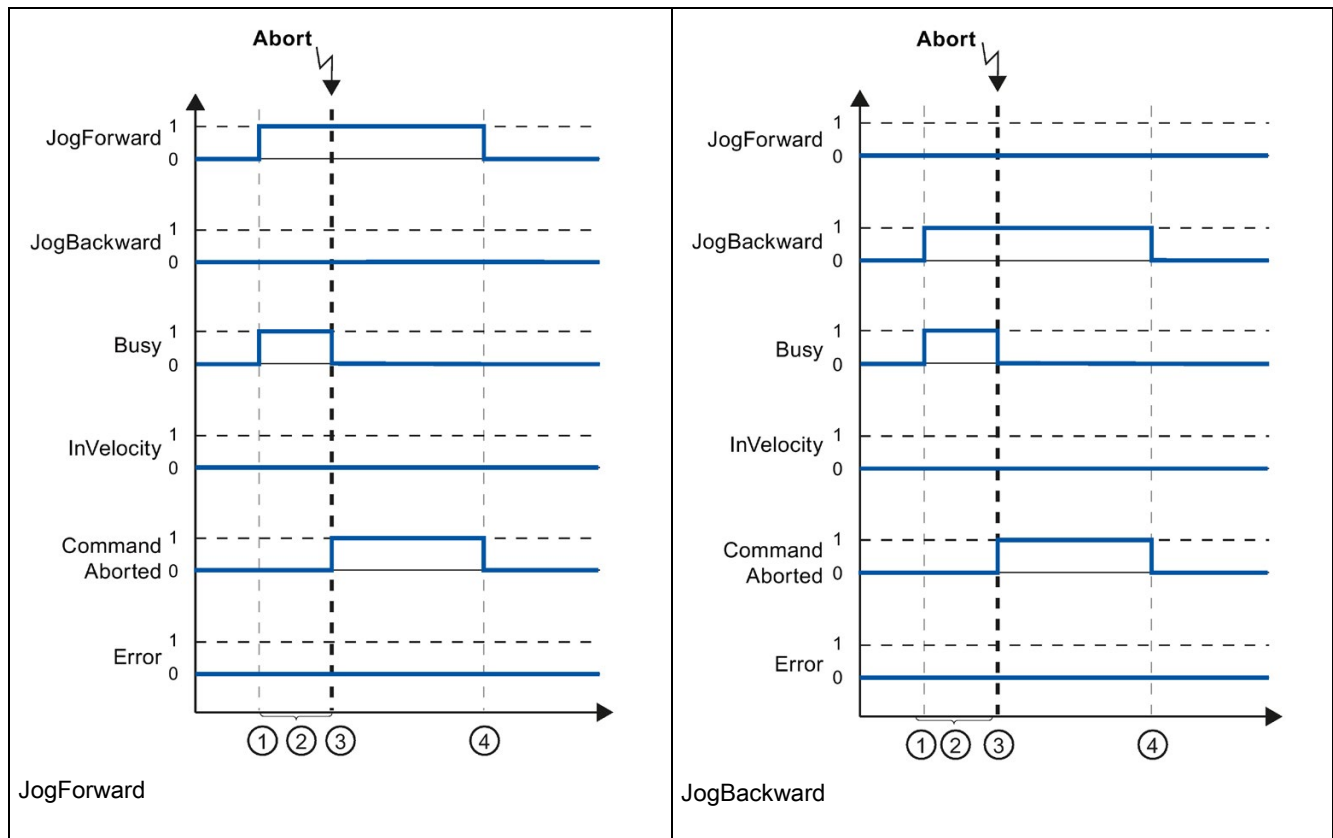 Abort
JogForward 1
0
JogBackward 1
0
Busy 1
0
InVelocity 1
0
Command
Aborted 1
0
Error 1
0
① ② ③ ④
JogForward
Abort
JogForward 1
0
JogBackward 1
0
Busy 1
0
InVelocity 1
0
Command
Aborted 1
0
Error 1
0
① ② ③ ④
JogBackward